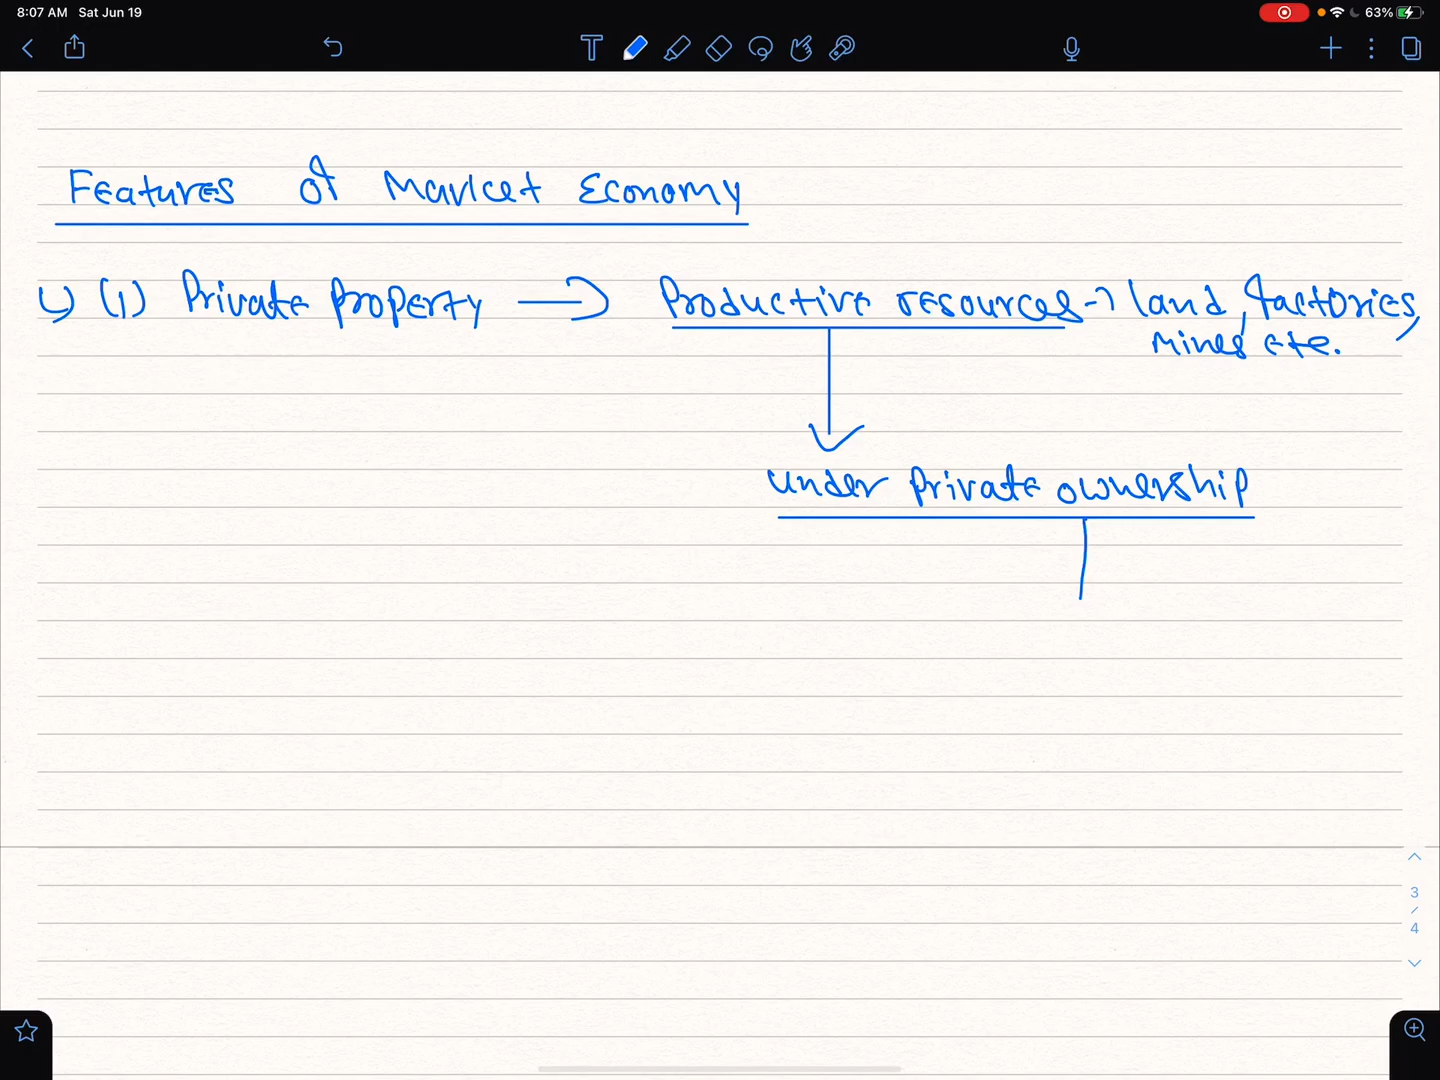 8:07 AM Sat Jun 19
63%
Features of Market Economy
(1) Private Property → Productive resources → land, factories,
mines etc.
under private ownership
3
/
4